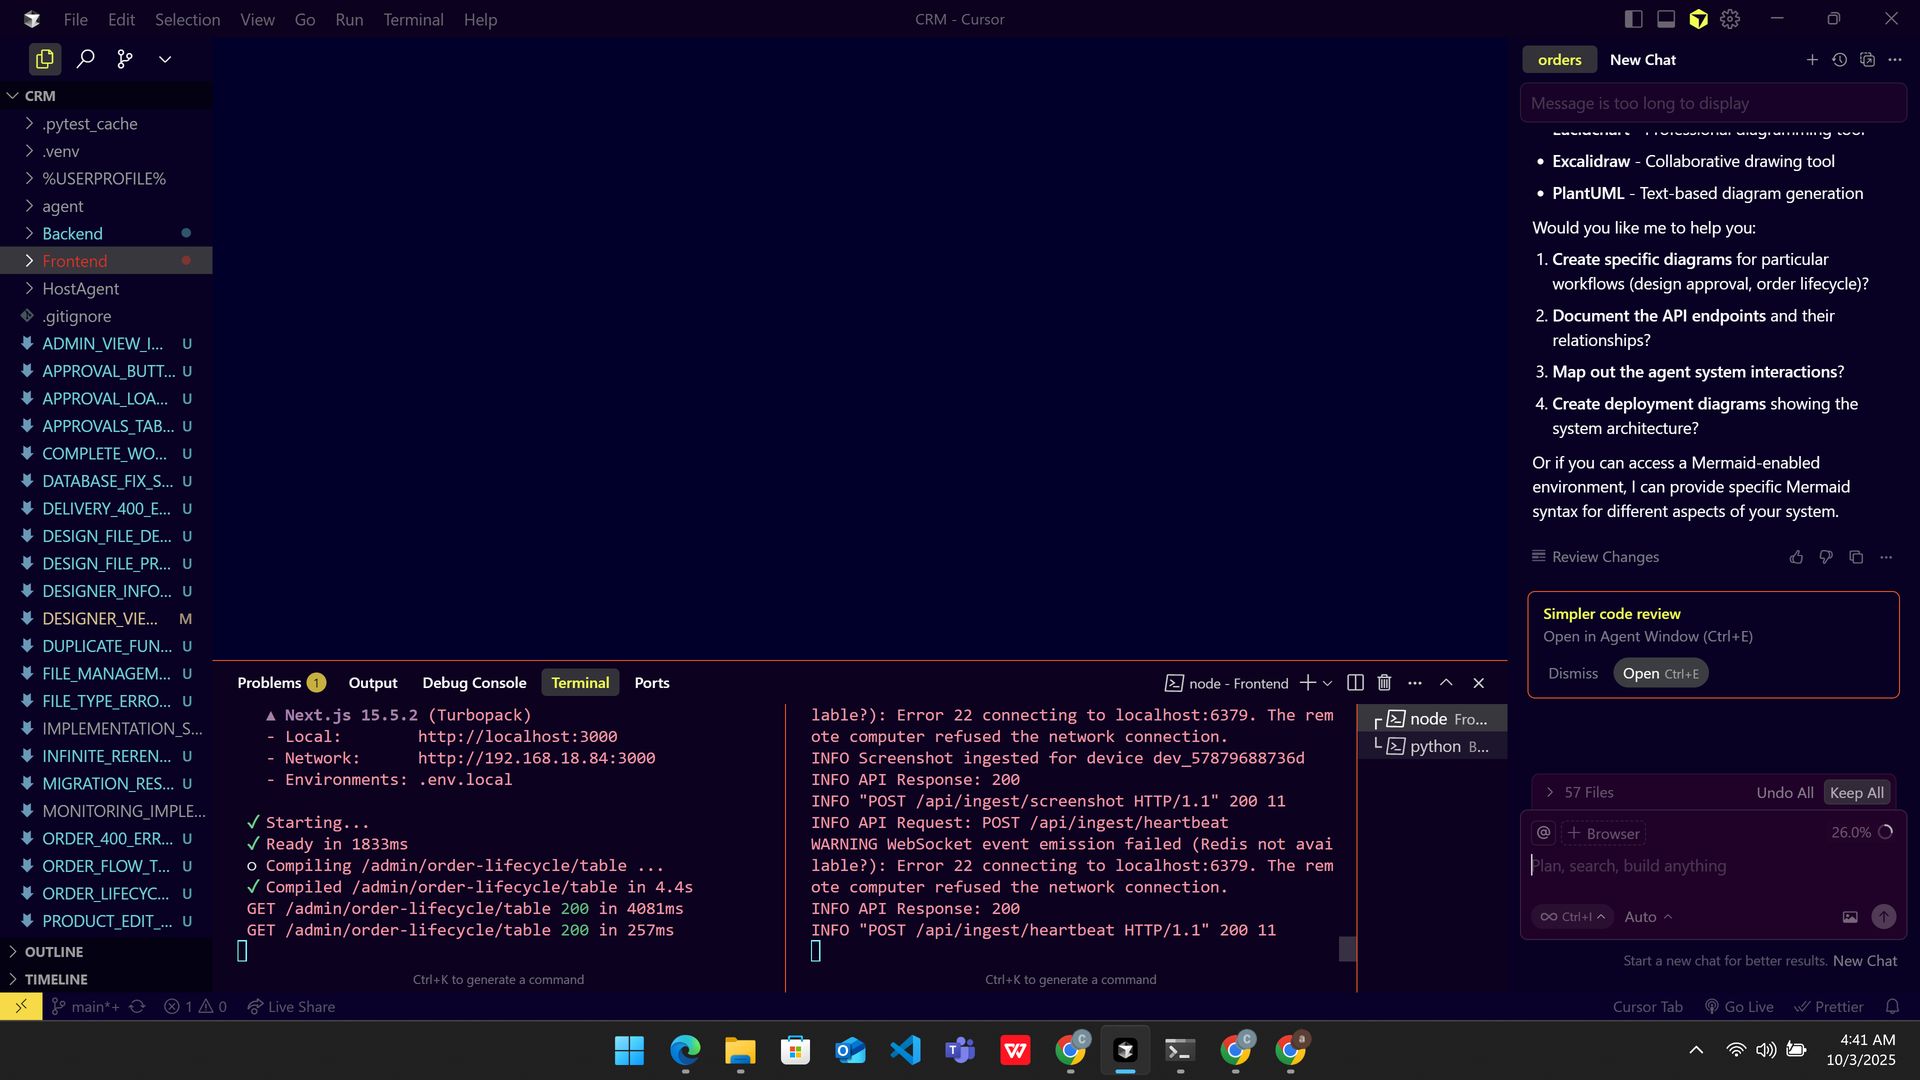 File Edit Selection View Go Run Terminal Help
CRM - Cursor
CRM
.pytest_cache
.venv
%USERPROFILE%
agent
Backend
Frontend
HostAgent
.gitignore
ADMIN_VIEW_I... U
APPROVAL_BUTT... U
APPROVAL_LOA... U
APPROVALS_TAB... U
COMPLETE_WO... U
DATABASE_FIX_S... U
DELIVERY_400_E... U
DESIGN_FILE_DE... U
DESIGN_FILE_PR... U
DESIGNER_INFO... U
DESIGNER_VIE... M
DUPLICATE_FUN... U
FILE_MANAGEM... U
FILE_TYPE_ERRO... U
IMPLEMENTATION_S...
INFINITE_REREN... U
MIGRATION_RES... U
MONITORING_IMPLE...
ORDER_400_ERR... U
ORDER_FLOW_T... U
ORDER_LIFECYC... U
PRODUCT_EDIT_... U
OUTLINE
TIMELINE
Problems 1 Output Debug Console Terminal Ports
node - Frontend
▲ Next.js 15.5.2 (Turbopack)
- Local: http://localhost:3000
- Network: http://192.168.18.84:3000
- Environments: .env.local
✓ Starting...
✓ Ready in 1833ms
○ Compiling /admin/order-lifecycle/table ...
✓ Compiled /admin/order-lifecycle/table in 4.4s
GET /admin/order-lifecycle/table 200 in 4081ms
GET /admin/order-lifecycle/table 200 in 257ms
Ctrl+K to generate a command
lable?): Error 22 connecting to localhost:6379. The rem
ote computer refused the network connection.
INFO Screenshot ingested for device dev_57879688736d
INFO API Response: 200
INFO "POST /api/ingest/screenshot HTTP/1.1" 200 11
INFO API Request: POST /api/ingest/heartbeat
WARNING WebSocket event emission failed (Redis not avai
lable?): Error 22 connecting to localhost:6379. The rem
ote computer refused the network connection.
INFO API Response: 200
INFO "POST /api/ingest/heartbeat HTTP/1.1" 200 11
Ctrl+K to generate a command
node Fro...
python B...
orders New Chat
Message is too long to display
Lucidchart - Professional diagramming tool
• Excalidraw - Collaborative drawing tool
• PlantUML - Text-based diagram generation
Would you like me to help you:
1. Create specific diagrams for particular
workflows (design approval, order lifecycle)?
2. Document the API endpoints and their
relationships?
3. Map out the agent system interactions?
4. Create deployment diagrams showing the
system architecture?
Or if you can access a Mermaid-enabled
environment, I can provide specific Mermaid
syntax for different aspects of your system.
Review Changes
Simpler code review
Open in Agent Window (Ctrl+E)
Dismiss Open Ctrl+E
57 Files Undo All Keep All
@ + Browser 26.0%
Plan, search, build anything
∞ Ctrl+I Auto
Start a new chat for better results. New Chat
main*+ 1 0 Live Share
Cursor Tab Go Live Prettier
4:41 AM
10/3/2025